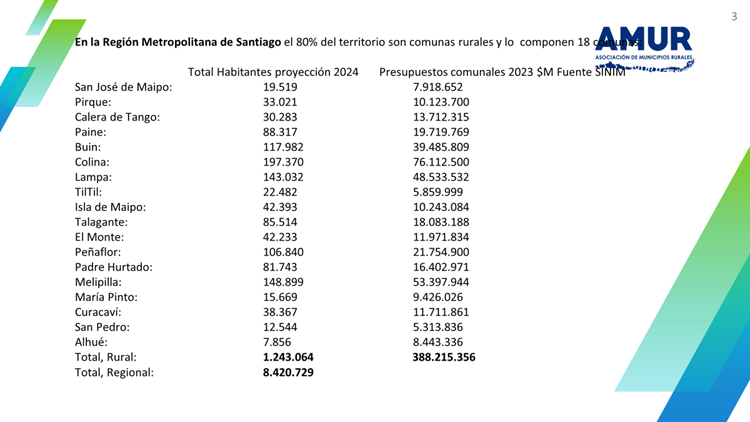 3
En la Región Metropolitana de Santiago el 80% del territorio son comunas rurales y lo componen 18 comunas:
AMUR
ASOCIACIÓN DE MUNICIPIOS RURALES
Total Habitantes proyección 2024 Presupuestos comunales 2023 $M Fuente SINIM
San José de Maipo: 19.519 7.918.652
Pirque: 33.021 10.123.700
Calera de Tango: 30.283 13.712.315
Paine: 88.317 19.719.769
Buin: 117.982 39.485.809
Colina: 197.370 76.112.500
Lampa: 143.032 48.533.532
TilTil: 22.482 5.859.999
Isla de Maipo: 42.393 10.243.084
Talagante: 85.514 18.083.188
El Monte: 42.233 11.971.834
Peñaflor: 106.840 21.754.900
Padre Hurtado: 81.743 16.402.971
Melipilla: 148.899 53.397.944
María Pinto: 15.669 9.426.026
Curacaví: 38.367 11.711.861
San Pedro: 12.544 5.313.836
Alhué: 7.856 8.443.336
Total, Rural: 1.243.064 388.215.356
Total, Regional: 8.420.729